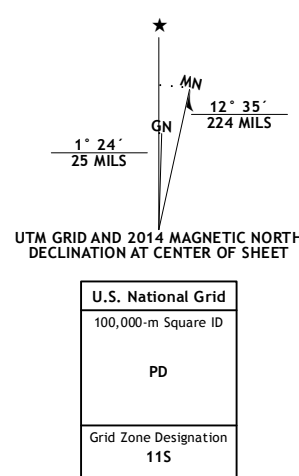 ★
MN
GN
12° 35´
224 MILS
1° 24´
25 MILS
UTM GRID AND 2014 MAGNETIC NORTH
DECLINATION AT CENTER OF SHEET
U.S. National Grid
100,000-m Square ID
PD
Grid Zone Designation
11S